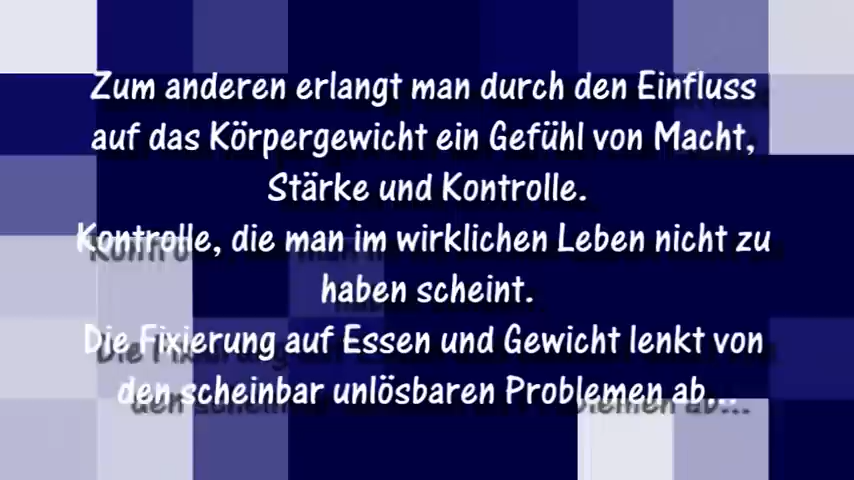 Zum anderen erlangt man durch den Einfluss
auf das Körpergewicht ein Gefühl von Macht,
Stärke und Kontrolle.
Kontrolle, die man im wirklichen Leben nicht zu
haben scheint.
Die Fixierung auf Essen und Gewicht lenkt von
den scheinbar unlösbaren Problemen ab...